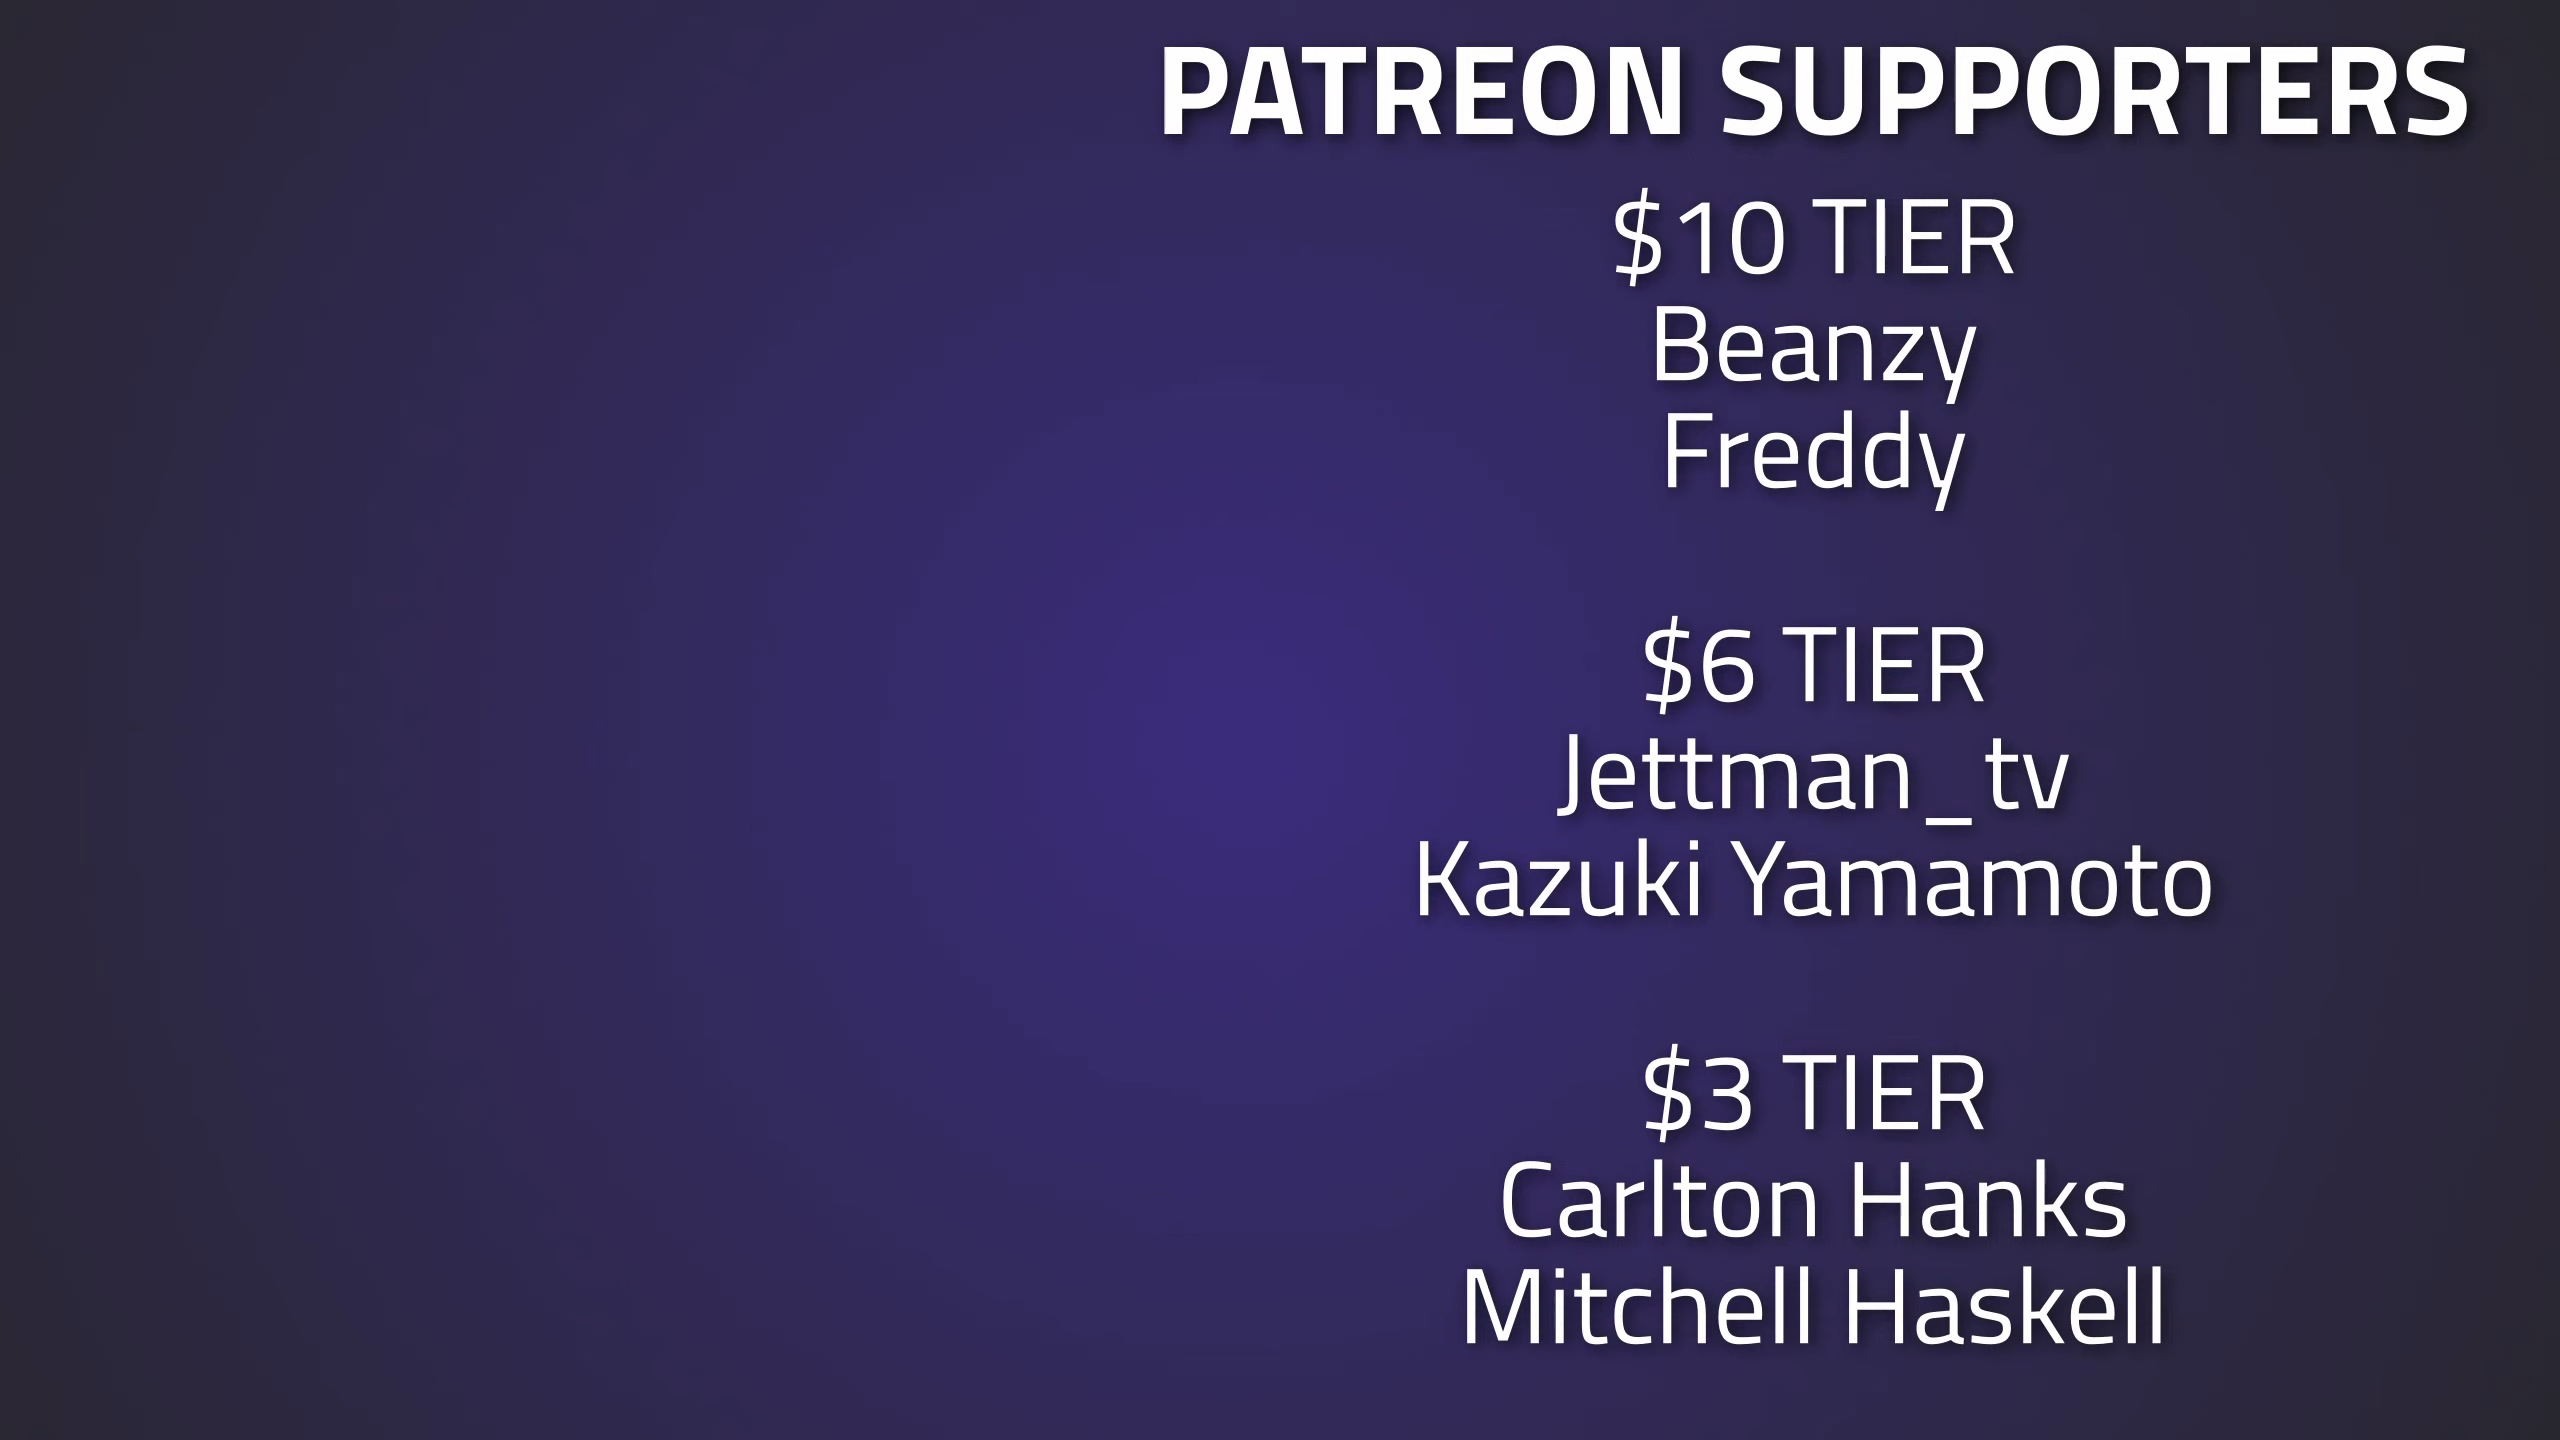 PATREON SUPPORTERS
$10 TIER
Beanzy
Freddy
$6 TIER
Jettman_tv
Kazuki Yamamoto
$3 TIER
Carlton Hanks
Mitchell Haskell